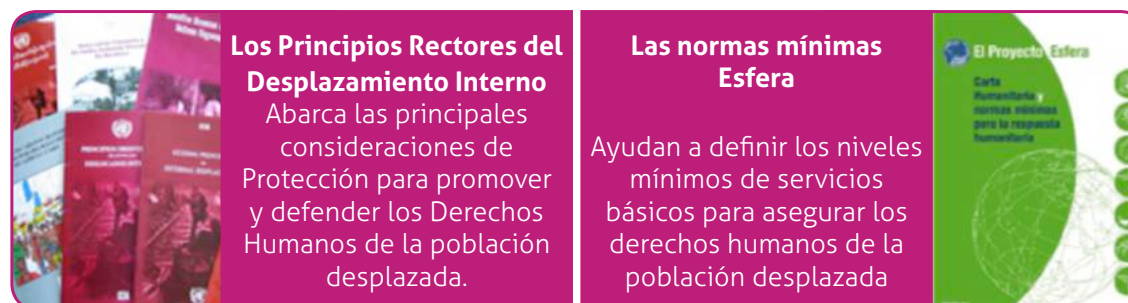 Los Principios Rectores del
Desplazamiento Interno
Abarca las principales
consideraciones de
Protección para promover
y defender los Derechos
Humanos de la población
desplazada.
Las normas mínimas
Esfera
Ayudan a definir los niveles
mínimos de servicios
básicos para asegurar los
derechos humanos de la
población desplazada
El Proyecto Esfera
Carta
Humanitaria y
normas mínimas
para la respuesta
humanitaria